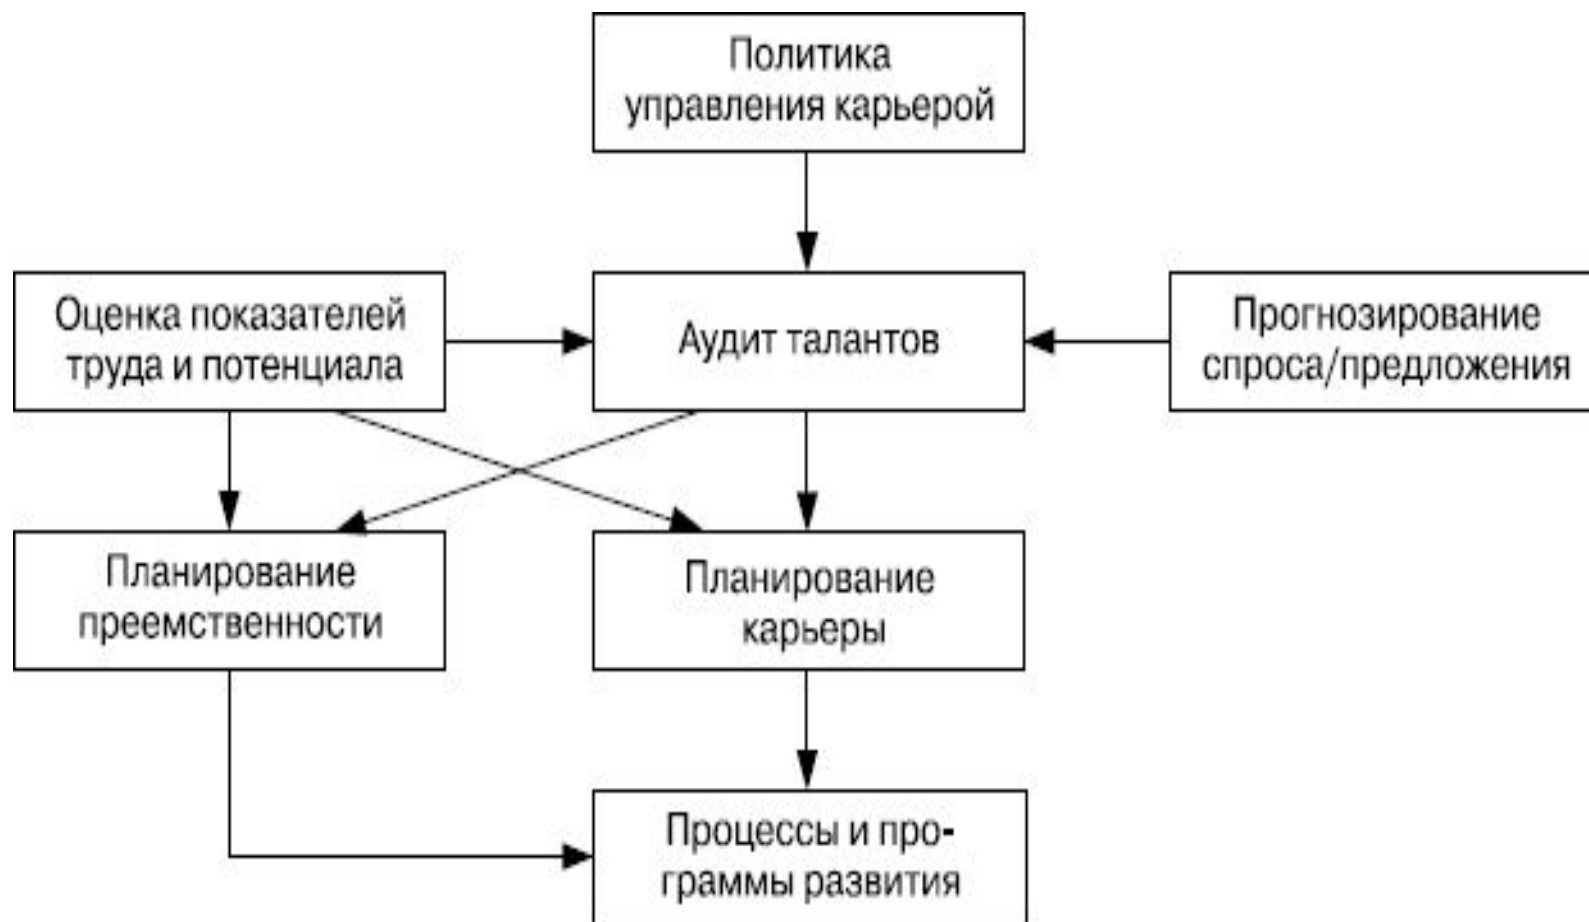 Политика
управления карьерой
Оценка показателей
труда и потенциала
Аудит талантов
Прогнозирование
спроса/предложения
Планирование
преемственности
Планирование
карьеры
Процессы и про-
граммы развития